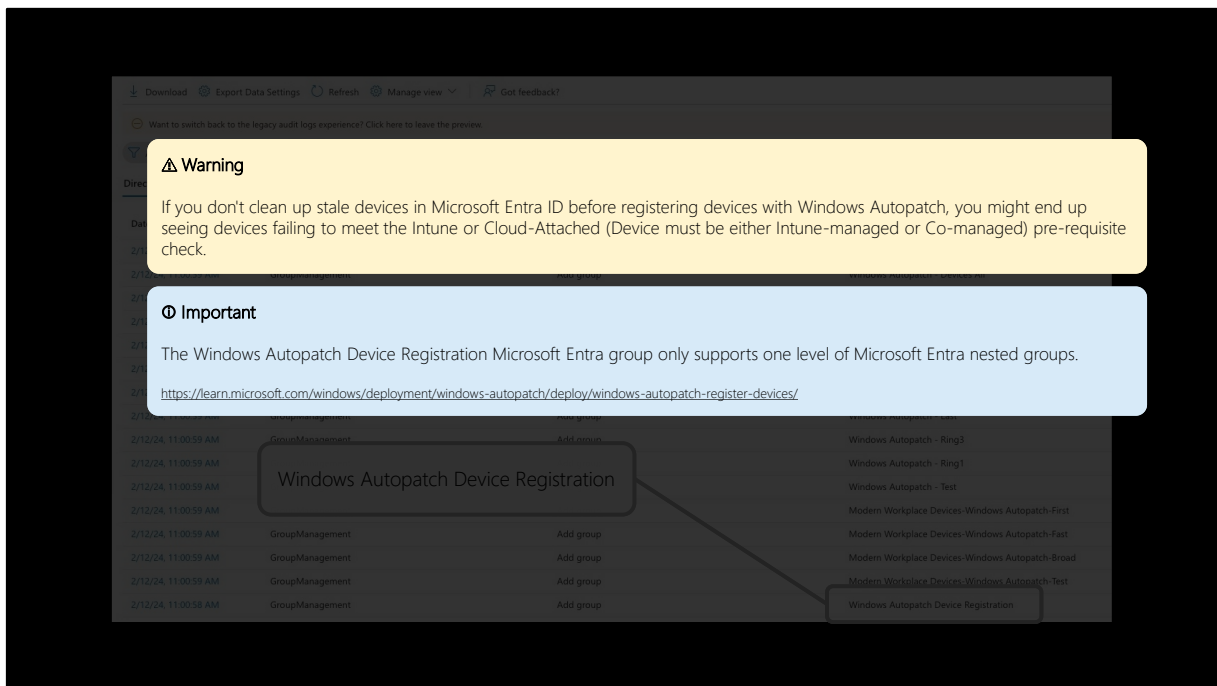 Download Export Data Settings Refresh Manage view Got feedback?
Want to switch back to the legacy audit logs experience? Click here to leave the preview.
⚠ Warning
If you don't clean up stale devices in Microsoft Entra ID before registering devices with Windows Autopatch, you might end up
seeing devices failing to meet the Intune or Cloud-Attached (Device must be either Intune-managed or Co-managed) pre-requisite
check.
GroupManagement Add group Windows Autopatch - Devices All
Important
The Windows Autopatch Device Registration Microsoft Entra group only supports one level of Microsoft Entra nested groups.
https://learn.microsoft.com/windows/deployment/windows-autopatch/deploy/windows-autopatch-register-devices/
2/12/24, 11:00:59 AM GroupManagement Add group Windows Autopatch - Last
2/12/24, 11:00:59 AM GroupManagement Add group Windows Autopatch - Ring3
2/12/24, 11:00:59 AM Windows Autopatch - Ring1
Windows Autopatch Device Registration
2/12/24, 11:00:59 AM Windows Autopatch - Test
2/12/24, 11:00:59 AM Modern Workplace Devices-Windows Autopatch-First
2/12/24, 11:00:59 AM GroupManagement Add group Modern Workplace Devices-Windows Autopatch-Fast
2/12/24, 11:00:59 AM GroupManagement Add group Modern Workplace Devices-Windows Autopatch-Broad
2/12/24, 11:00:59 AM GroupManagement Add group Modern Workplace Devices-Windows Autopatch-Test
2/12/24, 11:00:58 AM GroupManagement Add group Windows Autopatch Device Registration